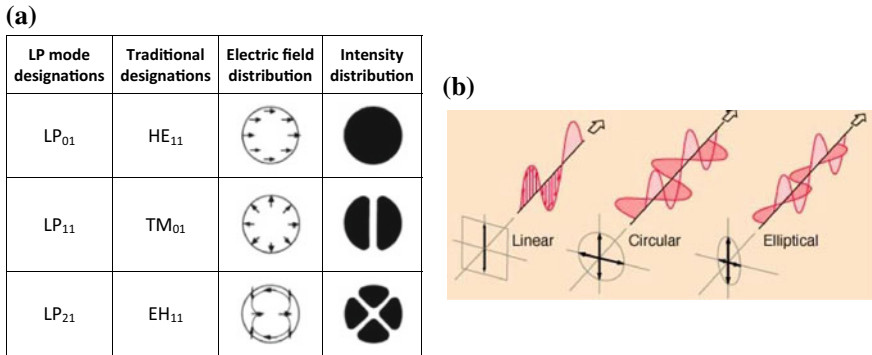 (a)
LP mode designations Traditional designations Electric field distribution Intensity distribution
LP₀₁ HE₁₁
LP₁₁ TM₀₁
LP₂₁ EH₁₁
(b)
Linear Circular Elliptical